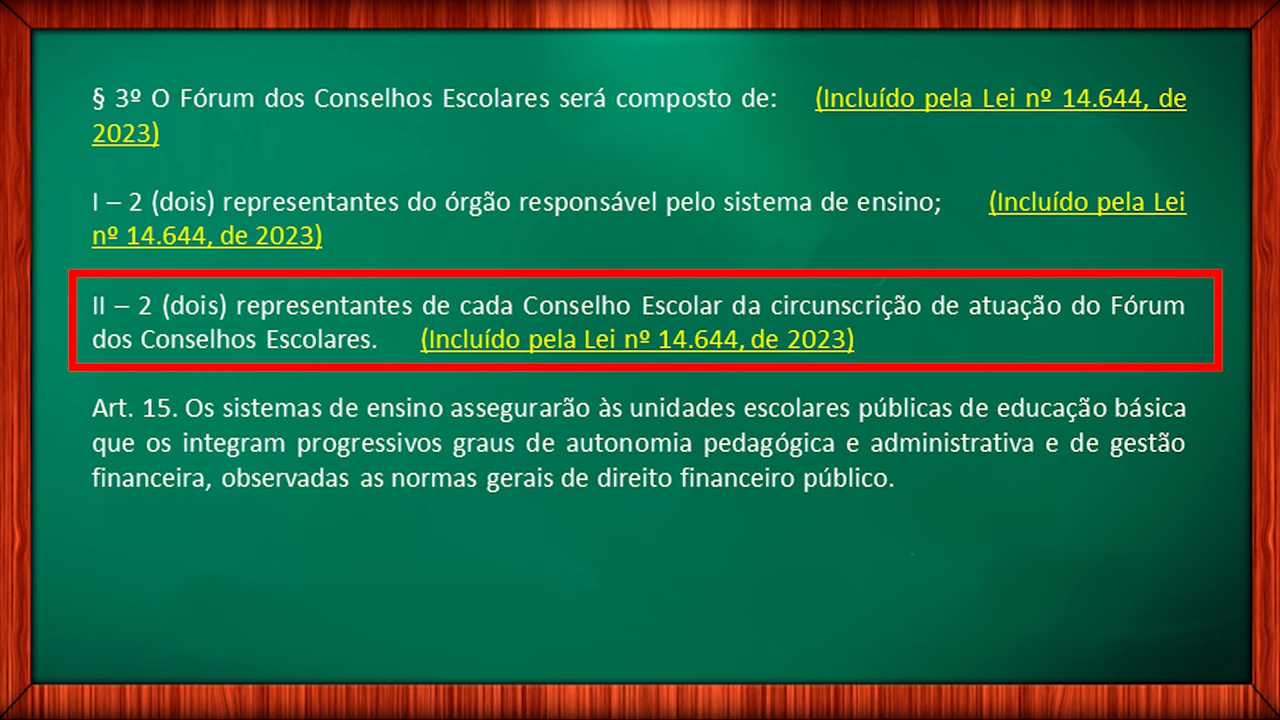 § 3º O Fórum dos Conselhos Escolares será composto de: (Incluído pela Lei nº 14.644, de
2023)
I – 2 (dois) representantes do órgão responsável pelo sistema de ensino; (Incluído pela Lei
nº 14.644, de 2023)
II – 2 (dois) representantes de cada Conselho Escolar da circunscrição de atuação do Fórum
dos Conselhos Escolares. (Incluído pela Lei nº 14.644, de 2023)
Art. 15. Os sistemas de ensino assegurarão às unidades escolares públicas de educação básica
que os integram progressivos graus de autonomia pedagógica e administrativa e de gestão
financeira, observadas as normas gerais de direito financeiro público.